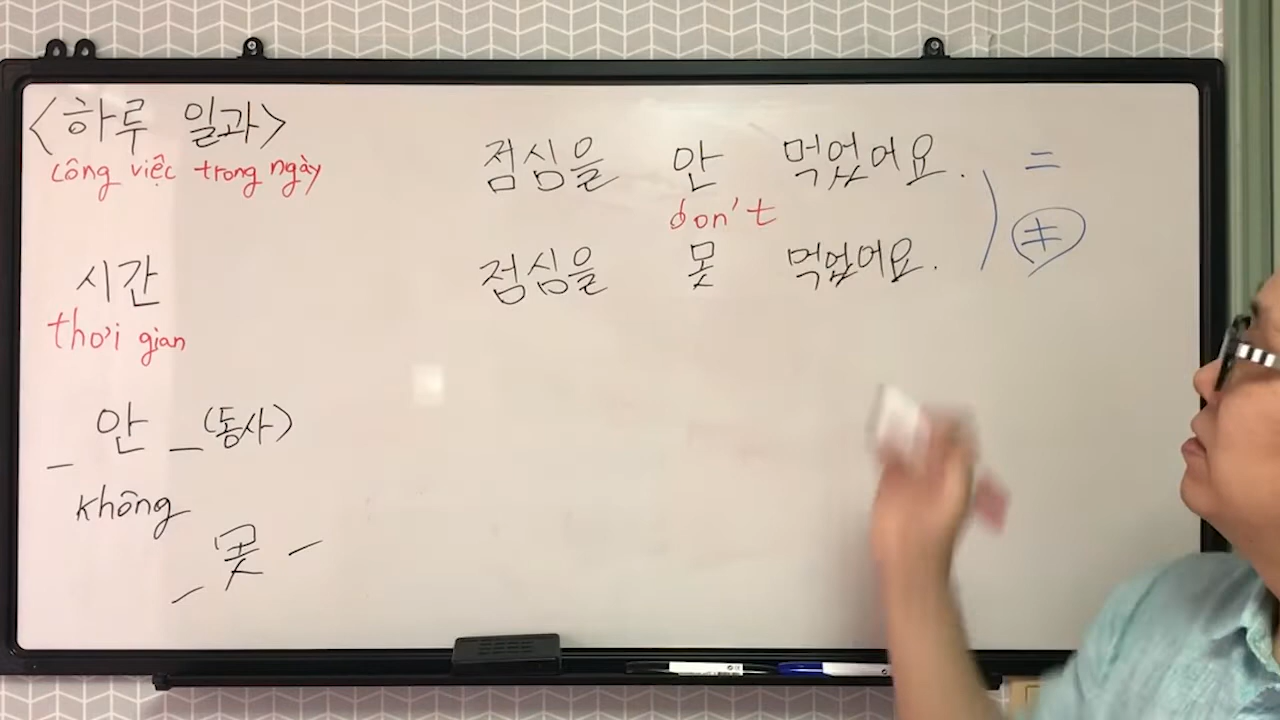 <하루 일과>
công việc trong ngày
시간
thời gian
안 _ (동사)
không
_ 못 _
점심을 안 먹었어요.
don't
점심을 못 먹었어요.
=
≠